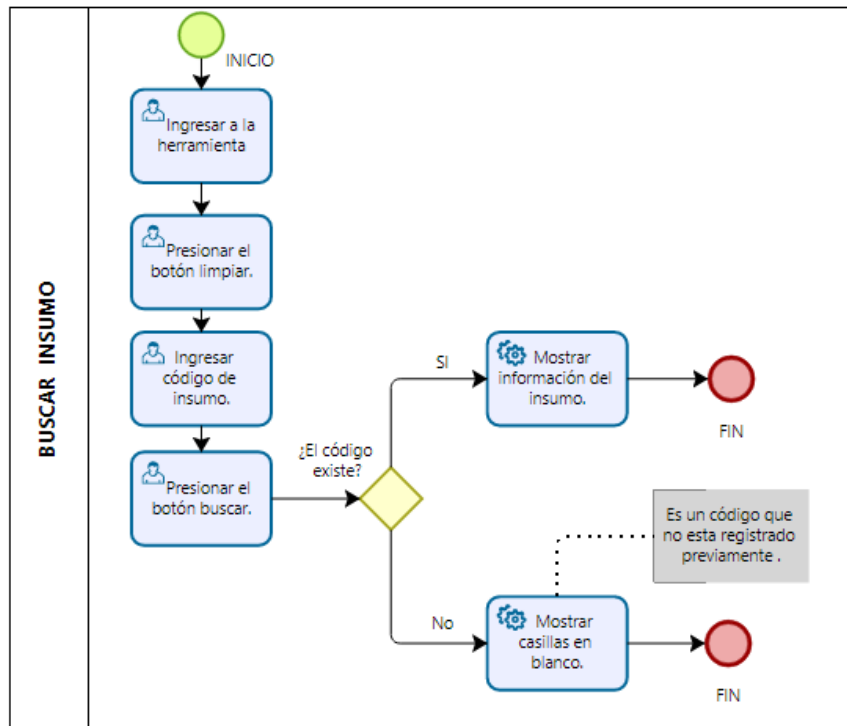 BUSCAR INSUMO
INICIO
Ingresar a la
herramienta
Presionar el
botón limpiar.
Ingresar
código de
insumo.
Presionar el
botón buscar.
¿El código
existe?
SI
Mostrar
información del
insumo.
FIN
Es un código que
no esta registrado
previamente .
No
Mostrar
casillas en
blanco.
FIN